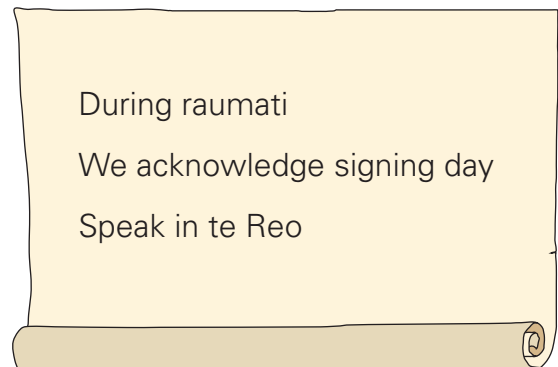 During raumati
We acknowledge signing day
Speak in te Reo